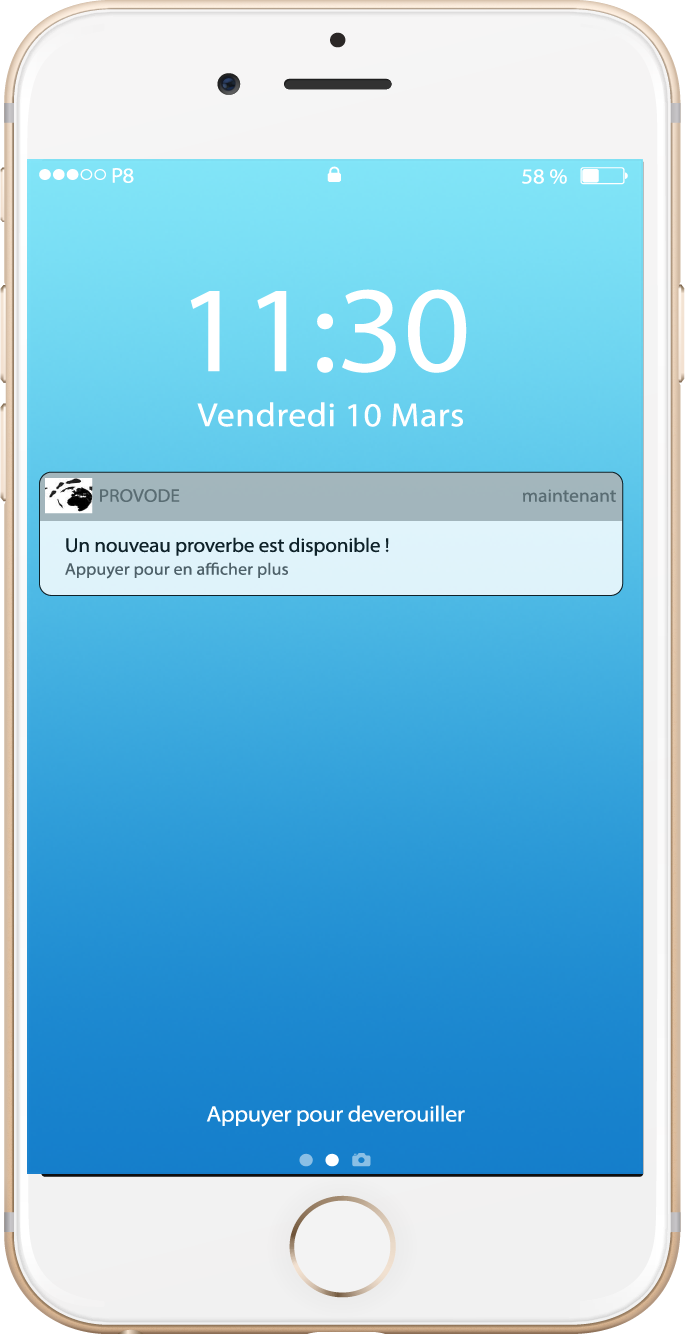 P8
58 %
11:30
Vendredi 10 Mars
PROVODE
maintenant
Un nouveau proverbe est disponible !
Appuyer pour en afficher plus
Appuyer pour deverouiller